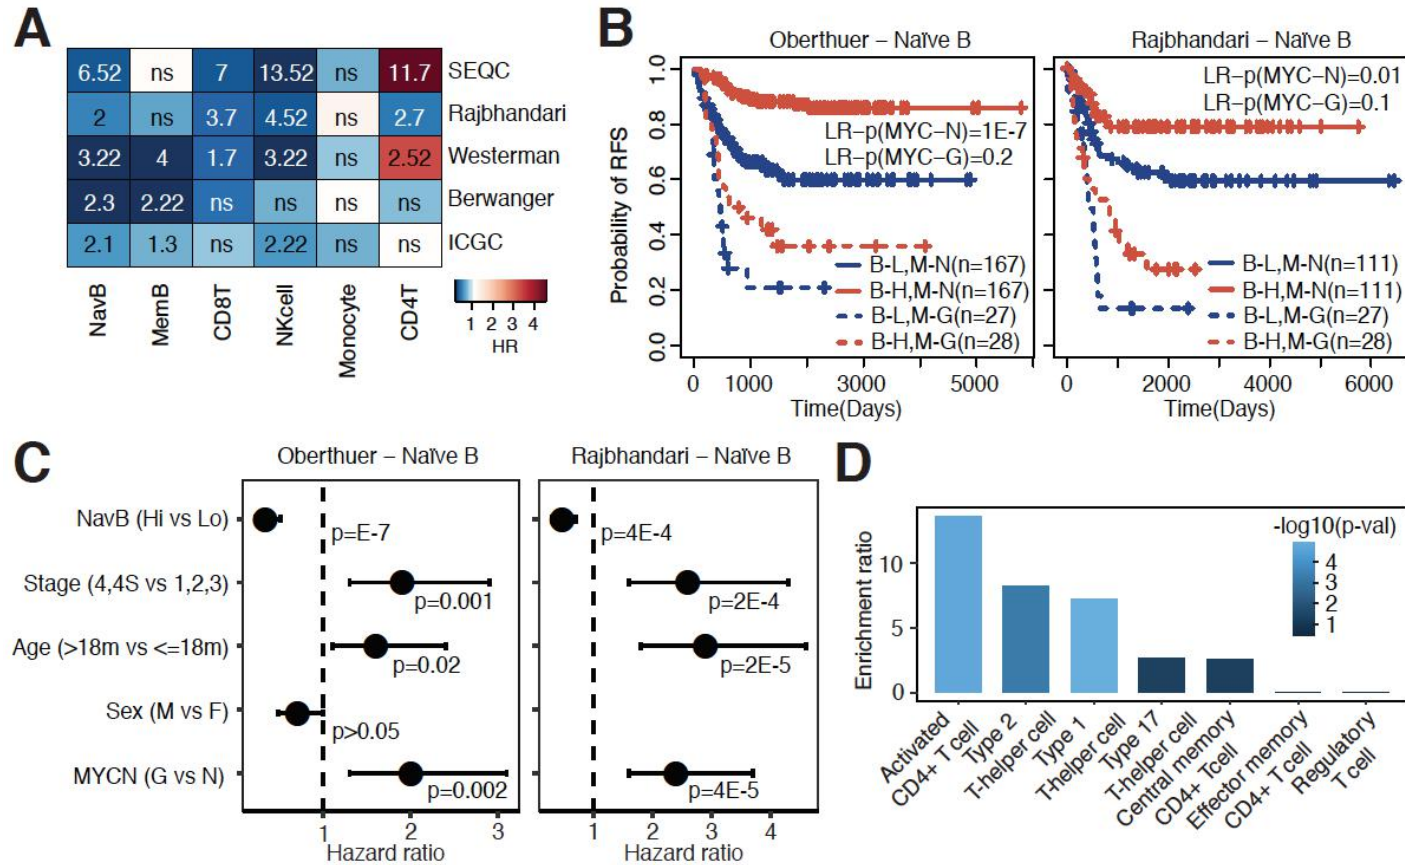 A
6.52 ns 7 13.52 ns 11.7 SEQC
2 ns 3.7 4.52 ns 2.7 Rajbhandari
3.22 4 1.7 3.22 ns 2.52 Westerman
2.3 2.22 ns ns ns ns Berwanger
2.1 1.3 ns 2.22 ns ns ICGC
NavB
MemB
CD8T
NKcell
Monocyte
CD4T
1 2 3 4
HR
B
Oberthuer – Naïve B
Probability of RFS
1.0
0.8
0.6
0.4
0.2
0.0
LR–p(MYC–N)=1E-7
LR–p(MYC–G)=0.2
B-L,M-N(n=167)
B-H,M-N(n=167)
B-L,M-G(n=27)
B-H,M-G(n=28)
0 1000 3000 5000
Time(Days)
Rajbhandari – Naïve B
LR–p(MYC–N)=0.01
LR–p(MYC–G)=0.1
B-L,M-N(n=111)
B-H,M-N(n=111)
B-L,M-G(n=27)
B-H,M-G(n=28)
0 2000 4000 6000
Time(Days)
C
Oberthuer – Naïve B
NavB (Hi vs Lo)
Stage (4,4S vs 1,2,3)
Age (>18m vs <=18m)
Sex (M vs F)
MYCN (G vs N)
p=E-7
p=0.001
p=0.02
p>0.05
p=0.002
1 2 3
Hazard ratio
Rajbhandari – Naïve B
p=4E-4
p=2E-4
p=2E-5
p=4E-5
1 2 3 4
Hazard ratio
D
Enrichment ratio
10
5
0
-log10(p-val)
4
3
2
1
Activated
CD4+ T cell
Type 2
T-helper cell
Type 1
T-helper cell
Type 17
T-helper cell
Central memory
CD4+ Tcell
Effector memory
CD4+ T cell
Regulatory
T cell